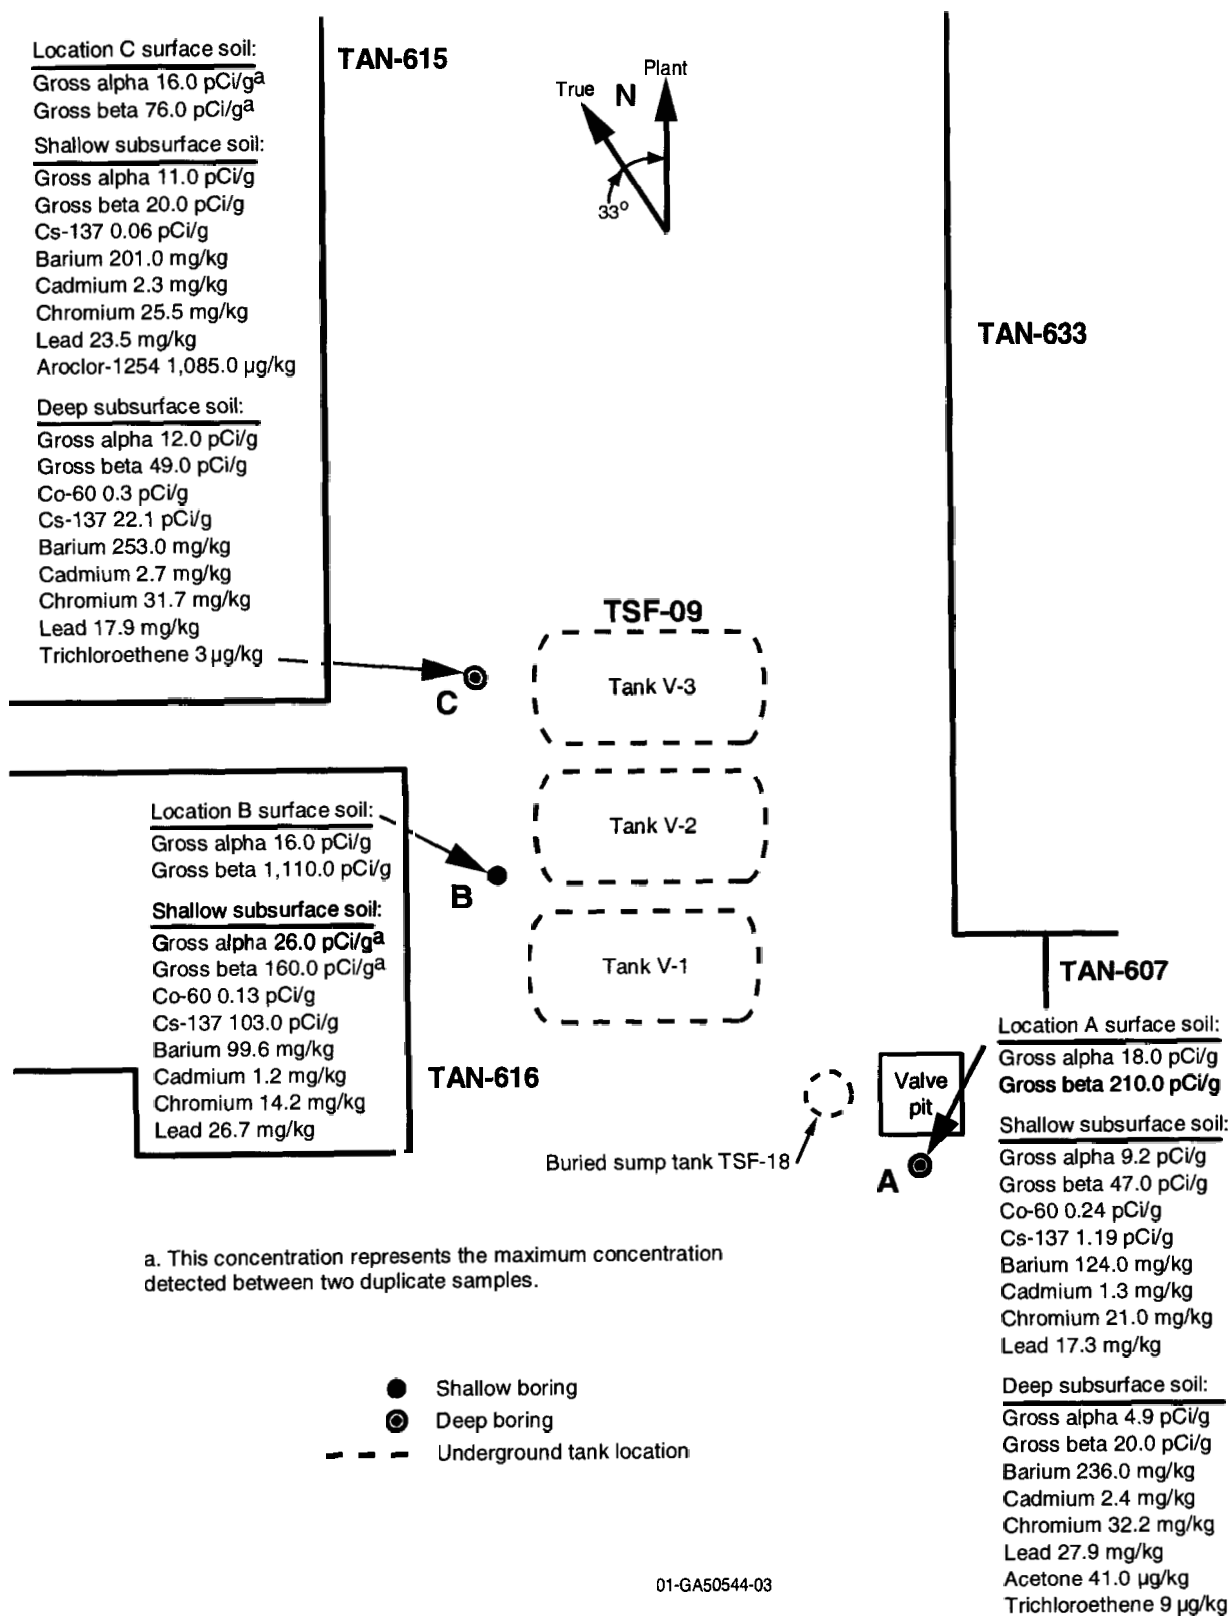 Location C surface soil:
Gross alpha 16.0 pCi/gª
Gross beta 76.0 pCi/gª
Shallow subsurface soil:
Gross alpha 11.0 pCi/g
Gross beta 20.0 pCi/g
Cs-137 0.06 pCi/g
Barium 201.0 mg/kg
Cadmium 2.3 mg/kg
Chromium 25.5 mg/kg
Lead 23.5 mg/kg
Aroclor-1254 1,085.0 µg/kg
Deep subsurface soil:
Gross alpha 12.0 pCi/g
Gross beta 49.0 pCi/g
Co-60 0.3 pCi/g
Cs-137 22.1 pCi/g
Barium 253.0 mg/kg
Cadmium 2.7 mg/kg
Chromium 31.7 mg/kg
Lead 17.9 mg/kg
Trichloroethene 3 µg/kg
TAN-615
True
N
Plant
33°
TAN-633
TSF-09
Tank V-3
C
Tank V-2
B
Tank V-1
Location B surface soil:
Gross alpha 16.0 pCi/g
Gross beta 1,110.0 pCi/g
Shallow subsurface soil:
Gross alpha 26.0 pCi/gª
Gross beta 160.0 pCi/gª
Co-60 0.13 pCi/g
Cs-137 103.0 pCi/g
Barium 99.6 mg/kg
Cadmium 1.2 mg/kg
Chromium 14.2 mg/kg
Lead 26.7 mg/kg
TAN-616
TAN-607
Valve
pit
Buried sump tank TSF-18
A
Location A surface soil:
Gross alpha 18.0 pCi/g
Gross beta 210.0 pCi/g
Shallow subsurface soil:
Gross alpha 9.2 pCi/g
Gross beta 47.0 pCi/g
Co-60 0.24 pCi/g
Cs-137 1.19 pCi/g
Barium 124.0 mg/kg
Cadmium 1.3 mg/kg
Chromium 21.0 mg/kg
Lead 17.3 mg/kg
Deep subsurface soil:
Gross alpha 4.9 pCi/g
Gross beta 20.0 pCi/g
Barium 236.0 mg/kg
Cadmium 2.4 mg/kg
Chromium 32.2 mg/kg
Lead 27.9 mg/kg
Acetone 41.0 µg/kg
Trichloroethene 9 µg/kg
a. This concentration represents the maximum concentration
detected between two duplicate samples.
Shallow boring
Deep boring
Underground tank location
01-GA50544-03